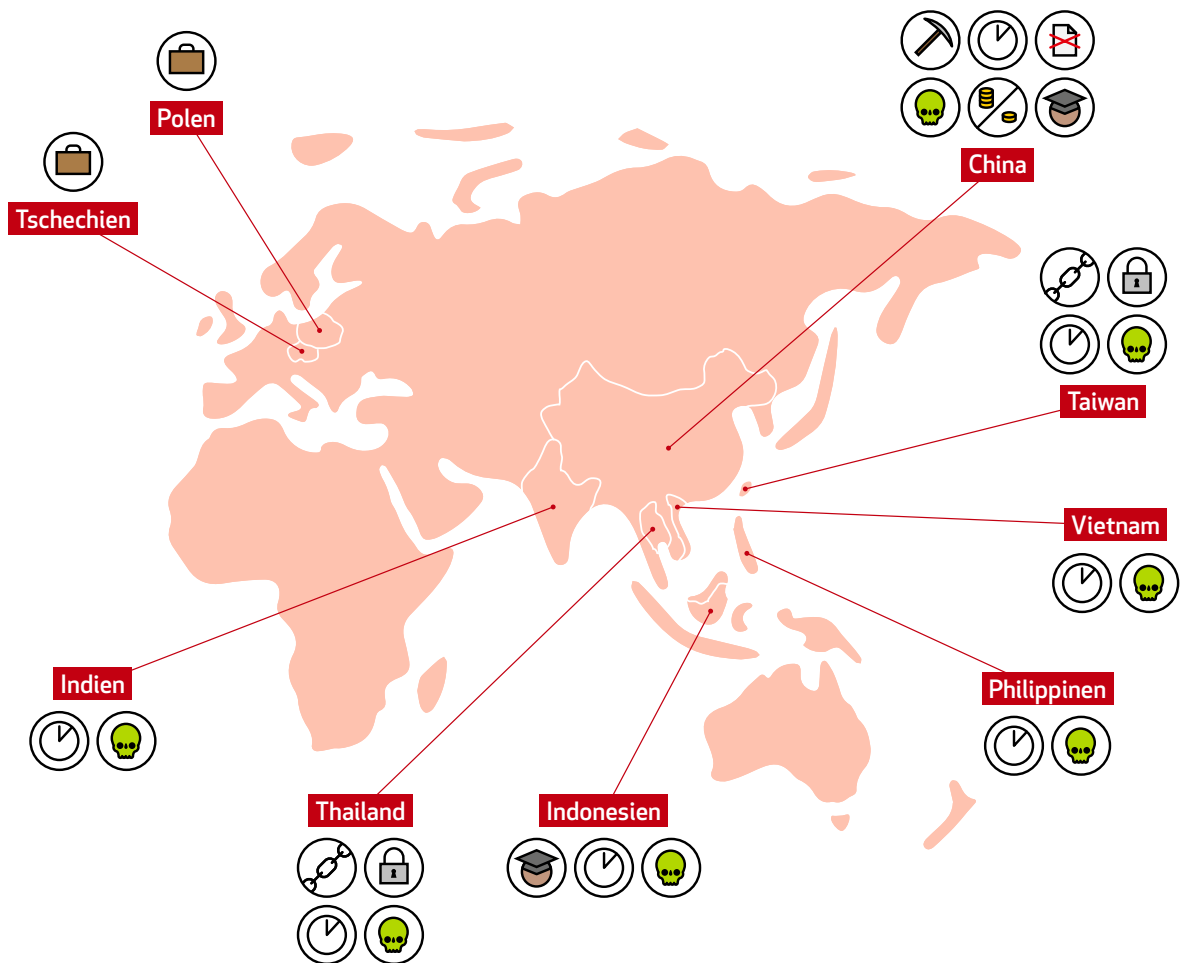 Polen
China
Tschechien
Taiwan
Vietnam
Indien
Philippinen
Thailand
Indonesien